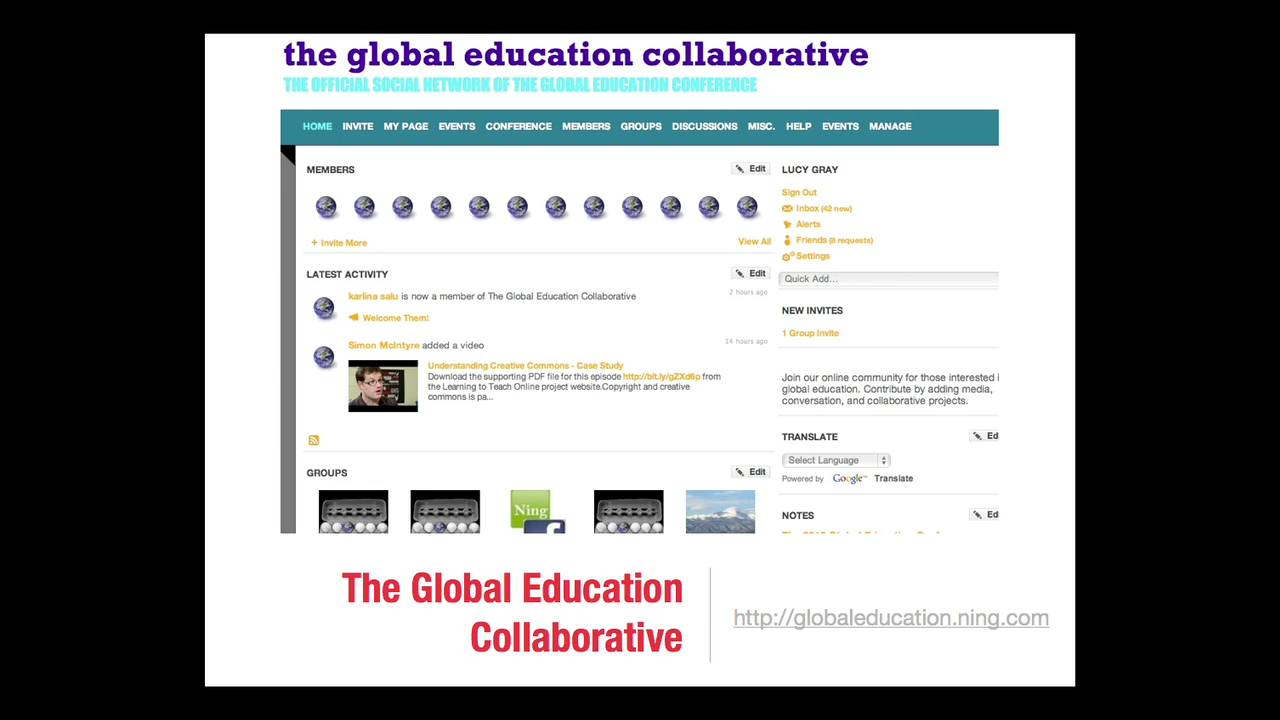 the global education collaborative
THE OFFICIAL SOCIAL NETWORK OF THE GLOBAL EDUCATION CONFERENCE
HOME INVITE MY PAGE EVENTS CONFERENCE MEMBERS GROUPS DISCUSSIONS MISC. HELP EVENTS MANAGE
MEMBERS
Edit
+ Invite More
View All
LATEST ACTIVITY
Edit
karlina salu is now a member of The Global Education Collaborative
2 hours ago
Welcome Them!
Simon McIntyre added a video
14 hours ago
Understanding Creative Commons - Case Study
Download the supporting PDF file for this episode http://bit.ly/gZXd6p from
the Learning to Teach Online project website.Copyright and creative
commons is pa...
GROUPS
Edit
Ning
LUCY GRAY
Sign Out
Inbox (42 new)
Alerts
Friends (8 requests)
Settings
Quick Add...
NEW INVITES
1 Group Invite
Join our online community for those interested i
global education. Contribute by adding media,
conversation, and collaborative projects.
TRANSLATE
Ed
Select Language
Powered by Google™ Translate
NOTES
Ed
The Global Education
Collaborative
http://globaleducation.ning.com